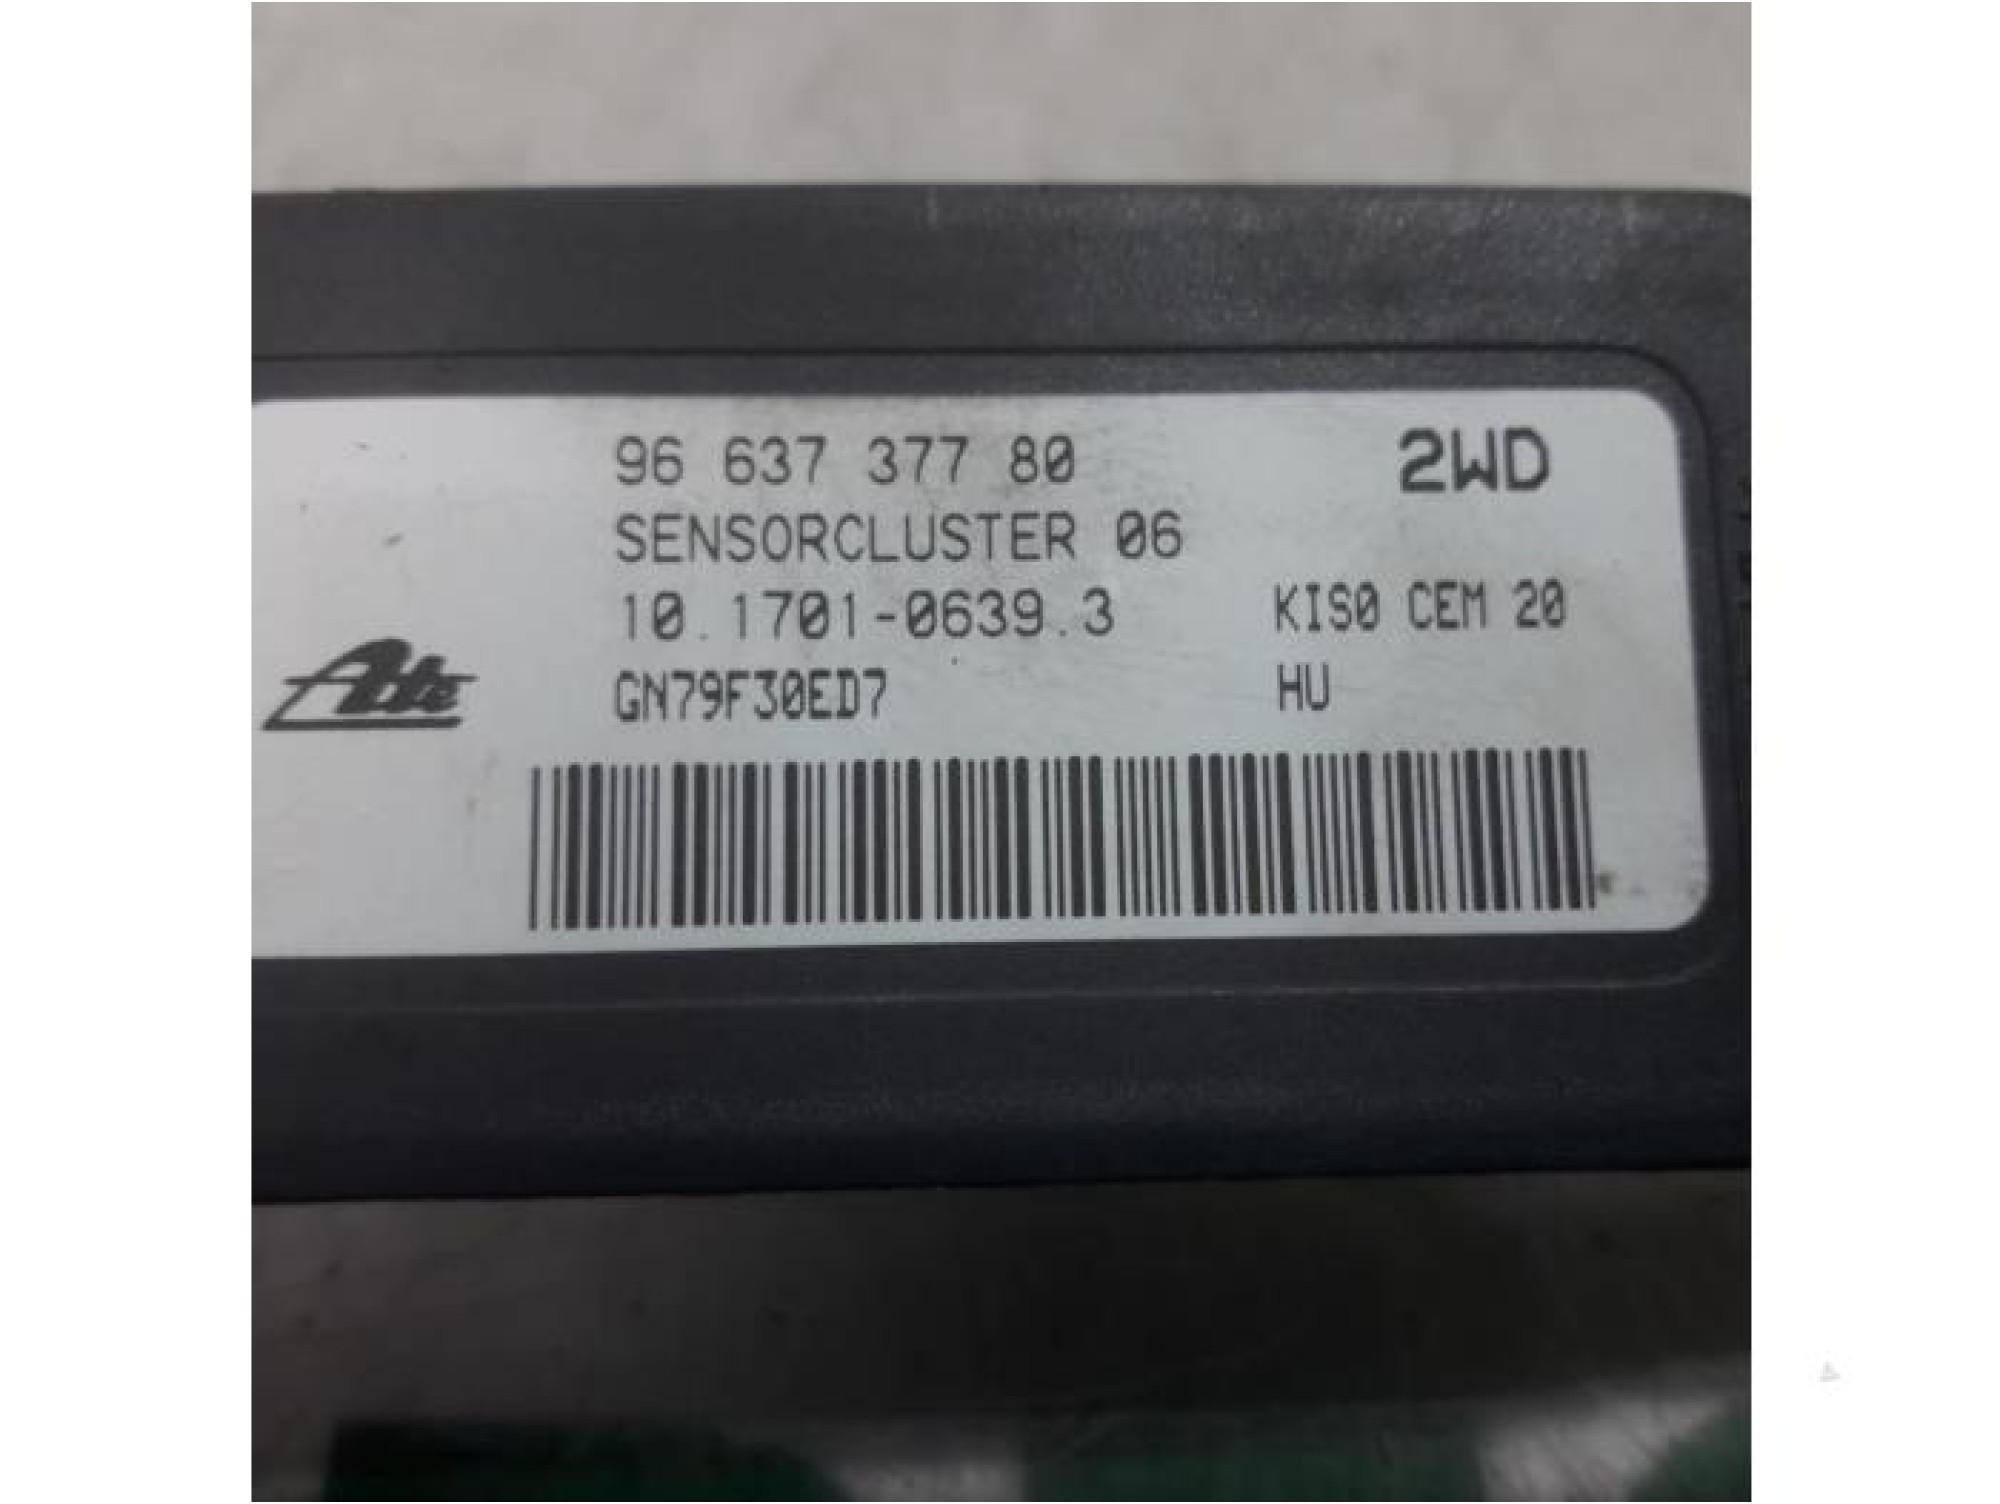 96 637 377 80 2WD
SENSORCLUSTER 06
10.1701-0639.3 KIS0 CEM 20
Ate GN79F30ED7 HU